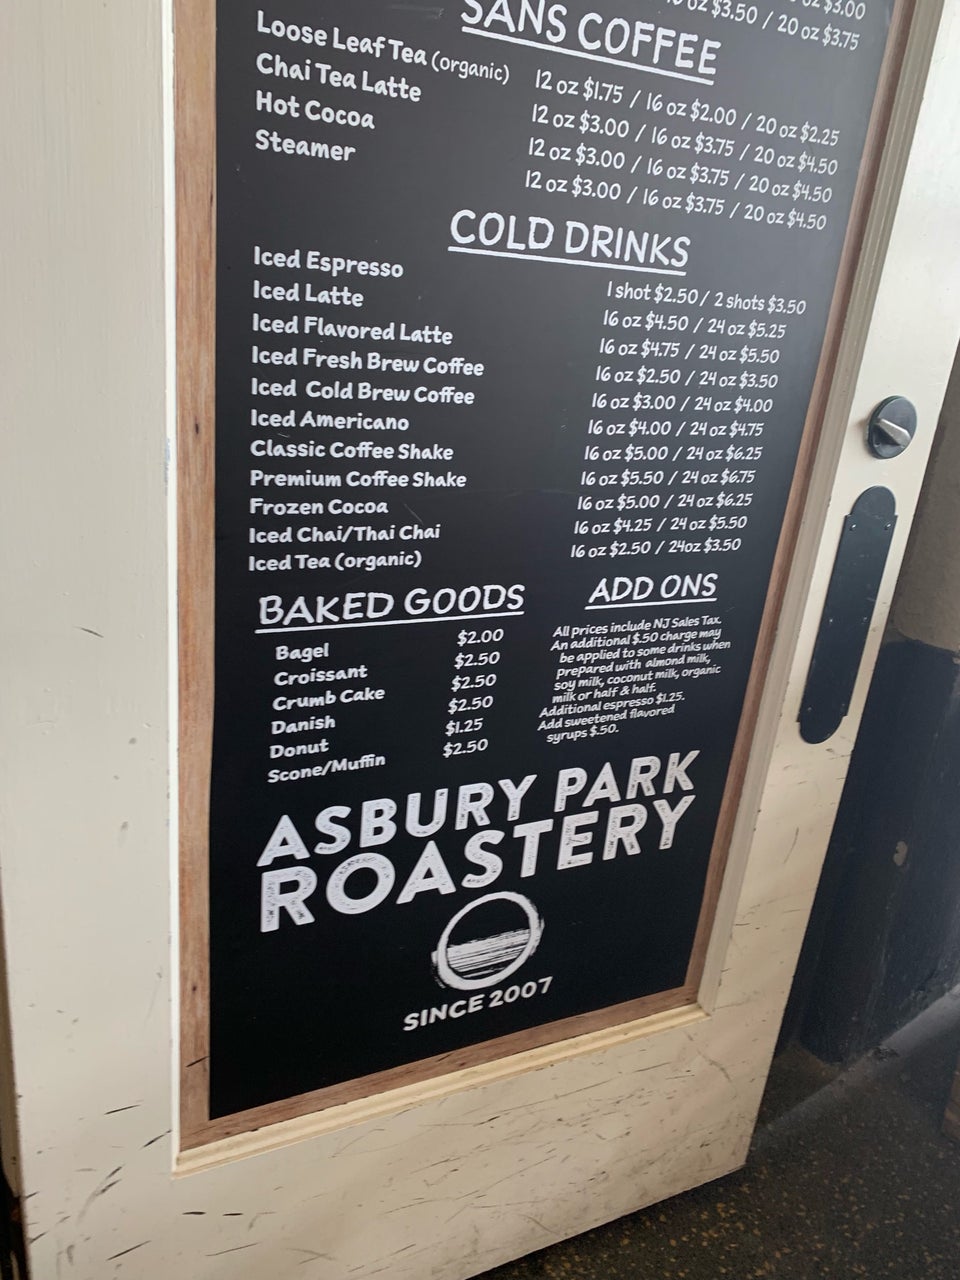 oz $3.00
oz $3.50 / 20 oz $3.75
SANS COFFEE
Loose Leaf Tea (organic) 12 oz $1.75 / 16 oz $2.00 / 20 oz $2.25
Chai Tea Latte 12 oz $3.00 / 16 oz $3.75 / 20 oz $4.50
Hot Cocoa 12 oz $3.00 / 16 oz $3.75 / 20 oz $4.50
Steamer 12 oz $3.00 / 16 oz $3.75 / 20 oz $4.50
COLD DRINKS
Iced Espresso 1 shot $2.50 / 2 shots $3.50
Iced Latte 16 oz $4.50 / 24 oz $5.25
Iced Flavored Latte 16 oz $4.75 / 24 oz $5.50
Iced Fresh Brew Coffee 16 oz $2.50 / 24 oz $3.50
Iced Cold Brew Coffee 16 oz $3.00 / 24 oz $4.00
Iced Americano 16 oz $4.00 / 24 oz $4.75
Classic Coffee Shake 16 oz $5.00 / 24 oz $6.25
Premium Coffee Shake 16 oz $5.50 / 24 oz $6.75
Frozen Cocoa 16 oz $5.00 / 24 oz $6.25
Iced Chai/Thai Chai 16 oz $4.25 / 24 oz $5.50
Iced Tea (organic) 16 oz $2.50 / 24oz $3.50
BAKED GOODS
Bagel $2.00
Croissant $2.50
Crumb Cake $2.50
Danish $2.50
Donut $1.25
Scone/Muffin $2.50
ADD ONS
All prices include NJ Sales Tax.
An additional $.50 charge may
be applied to some drinks when
prepared with almond milk,
soy milk, coconut milk, organic
milk or half & half.
Additional espresso $1.25.
Add sweetened flavored
syrups $.50.
ASBURY PARK
ROASTERY
SINCE 2007